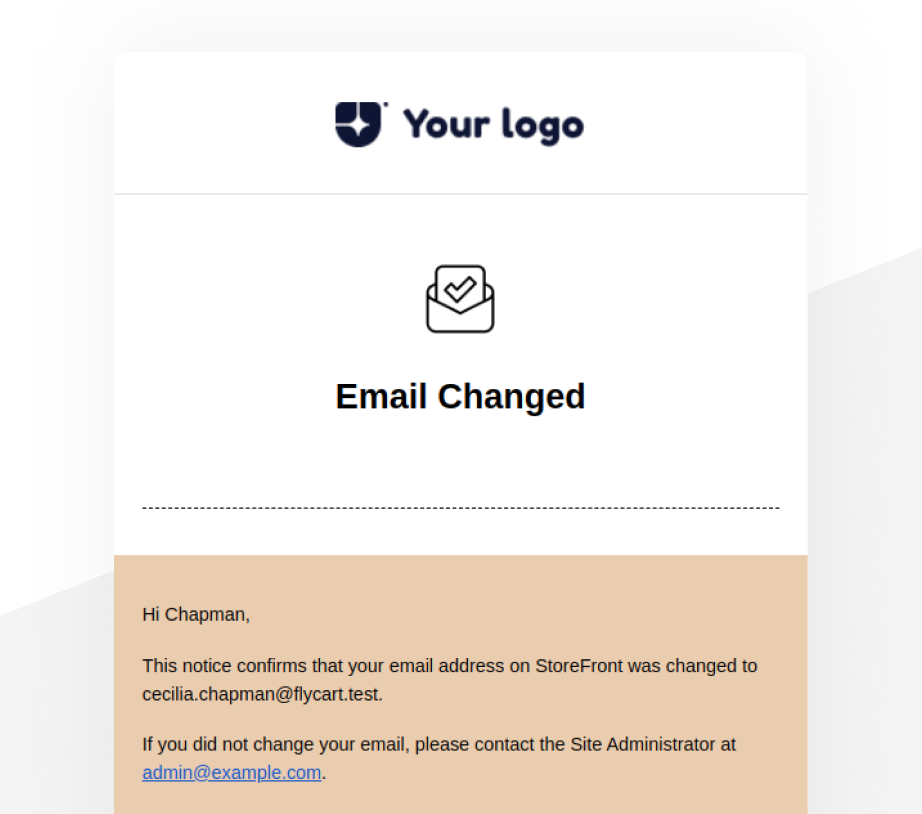 Your logo
Email Changed
Hi Chapman,
This notice confirms that your email address on StoreFront was changed to
cecilia.chapman@flycart.test.
If you did not change your email, please contact the Site Administrator at
admin@example.com.